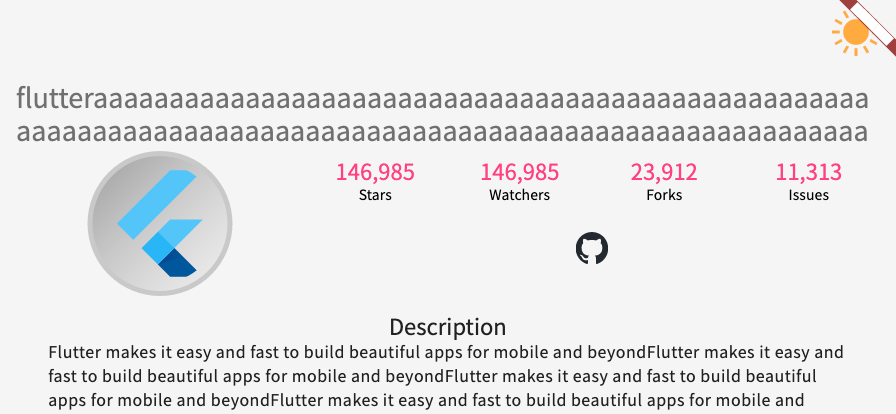 flutteraaaaaaaaaaaaaaaaaaaaaaaaaaaaaaaaaaaaaaaaaaaaaaaaaaa
aaaaaaaaaaaaaaaaaaaaaaaaaaaaaaaaaaaaaaaaaaaaaaaaaaaaaaaa
146,985 146,985 23,912 11,313
Stars Watchers Forks Issues
Description
Flutter makes it easy and fast to build beautiful apps for mobile and beyondFlutter makes it easy and
fast to build beautiful apps for mobile and beyondFlutter makes it easy and fast to build beautiful
apps for mobile and beyondFlutter makes it easy and fast to build beautiful apps for mobile and